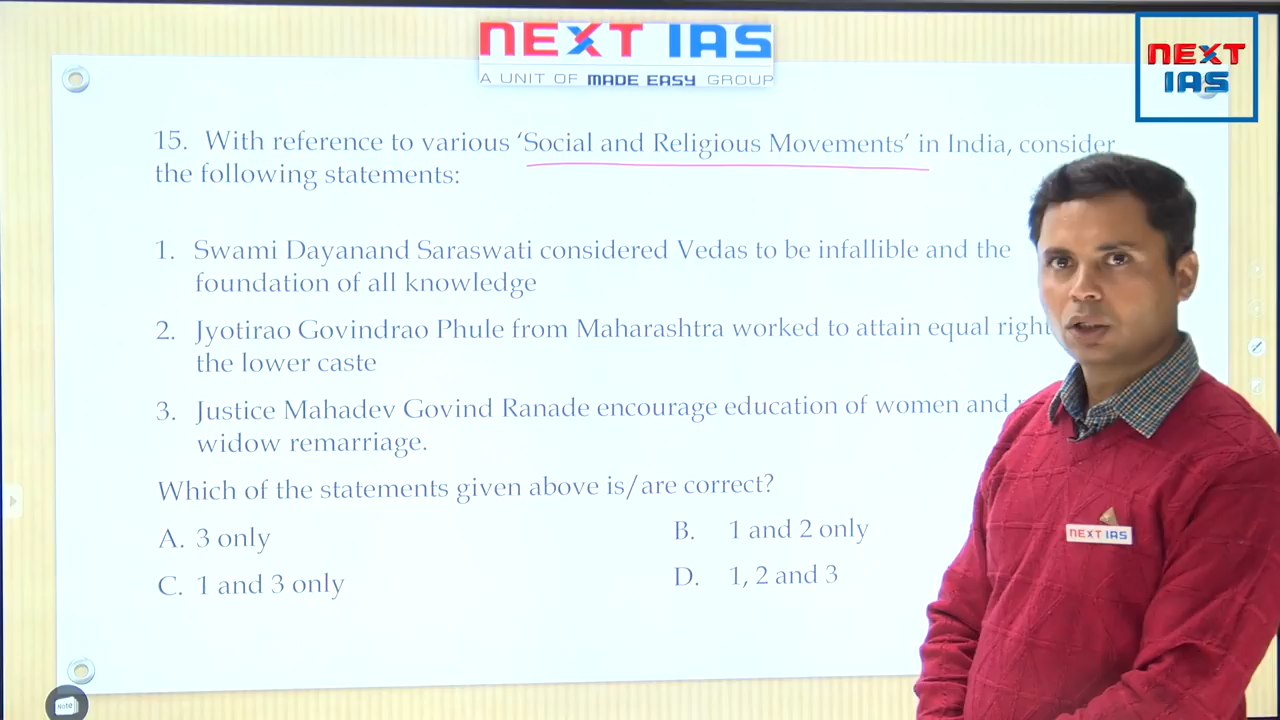 NEXT IAS
A UNIT OF MADE EASY GROUP
NEXT
IAS
15. With reference to various ‘Social and Religious Movements’ in India, consider
the following statements:
1. Swami Dayanand Saraswati considered Vedas to be infallible and the
foundation of all knowledge
2. Jyotirao Govindrao Phule from Maharashtra worked to attain equal
the lower caste
3. Justice Mahadev Govind Ranade encourage education of women and
widow remarriage.
Which of the statements given above is/are correct?
A. 3 only
B. 1 and 2 only
C. 1 and 3 only
D. 1, 2 and 3
NEXT IAS
Note